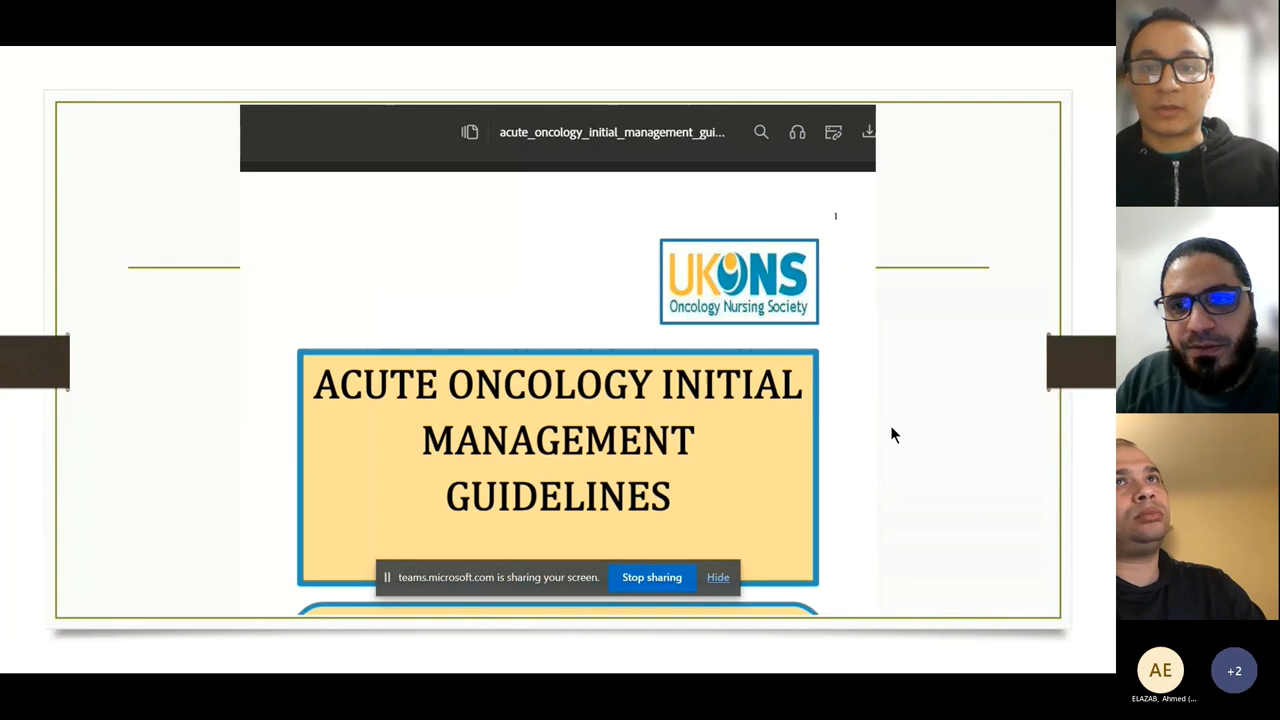 acute_oncology_initial_management_gui...
1
UKONS
Oncology Nursing Society
ACUTE ONCOLOGY INITIAL
MANAGEMENT
GUIDELINES
teams.microsoft.com is sharing your screen.
Stop sharing
Hide
AE
+2
ELAZAB, Ahmed (...